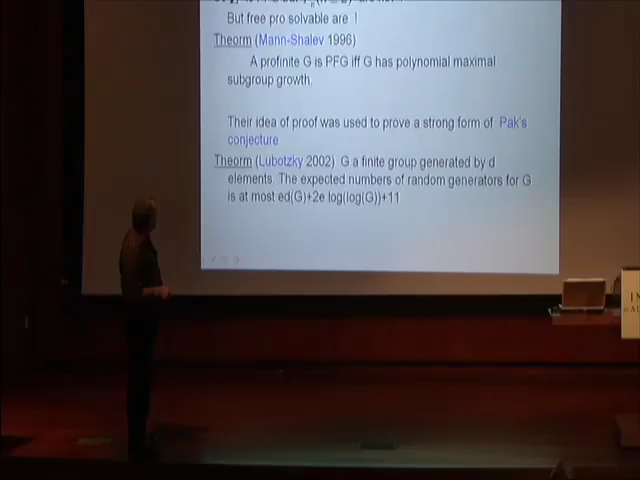 But free pro solvable are !
Theorm (Mann-Shalev 1996)
A profinite G is PFG iff G has polynomial maximal
subgroup growth.
Their idea of proof was used to prove a strong form of Pak's
conjecture
Theorm (Lubotzky 2002) G a finite group generated by d
elements. The expected numbers of random generators for G
is at most ed(G)+2e log(log(G))+11
IN